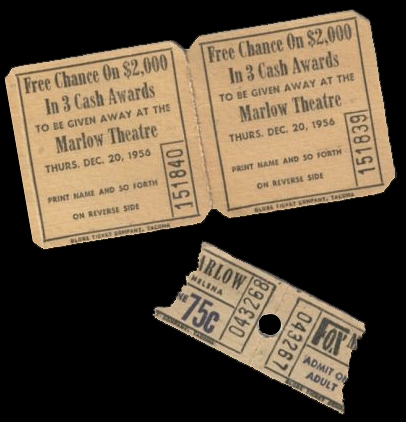 Free Chance On $2,000
In 3 Cash Awards
TO BE GIVEN AWAY AT THE
Marlow Theatre
THURS. DEC. 20, 1956
PRINT NAME AND SO FORTH
ON REVERSE SIDE
151840
GLOBE TICKET COMPANY, TACOMA
Free Chance On $2,000
In 3 Cash Awards
TO BE GIVEN AWAY AT THE
Marlow Theatre
THURS. DEC. 20, 1956
PRINT NAME AND SO FORTH
ON REVERSE SIDE
151839
GLOBE TICKET COMPANY, TACOMA
ARLOW
HELENA
75c
043268
043267
FOX
ADMIT
ADULT